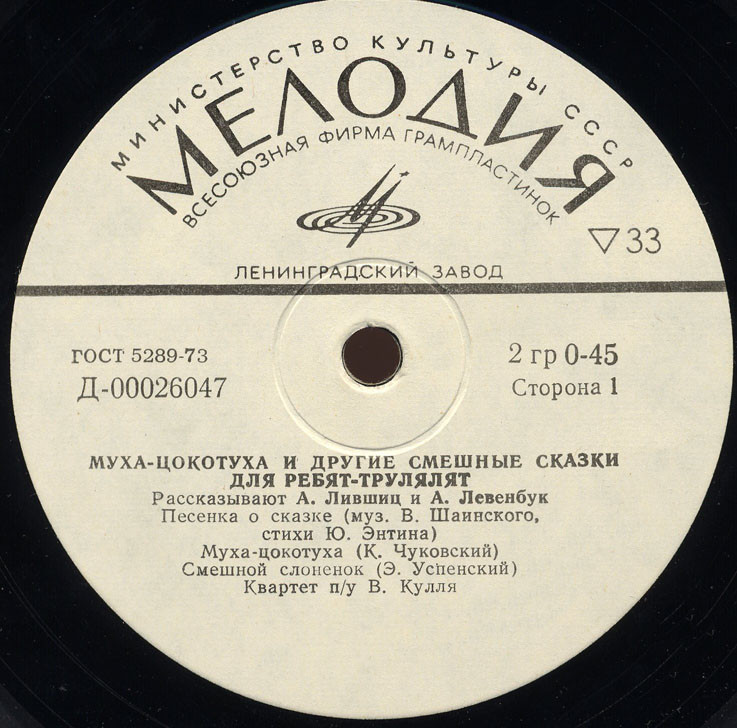 МИНИСТЕРСТВО КУЛЬТУРЫ СССР
МЕЛОДИЯ
ВСЕСОЮЗНАЯ ФИРМА ГРАМПЛАСТИНОК
▽33
ЛЕНИНГРАДСКИЙ ЗАВОД
ГОСТ 5289-73
2 гр 0-45
Д-00026047
Сторона 1
МУХА-ЦОКОТУХА И ДРУГИЕ СМЕШНЫЕ СКАЗКИ
ДЛЯ РЕБЯТ-ТРУЛЯЛЯТ
Рассказывают А. Лившиц и А. Левенбук
Песенка о сказке (муз. В. Шаинского,
стихи Ю. Энтина)
Муха-цокотуха (К. Чуковский)
Смешной слоненок (Э. Успенский)
Квартет п/у В. Кулля